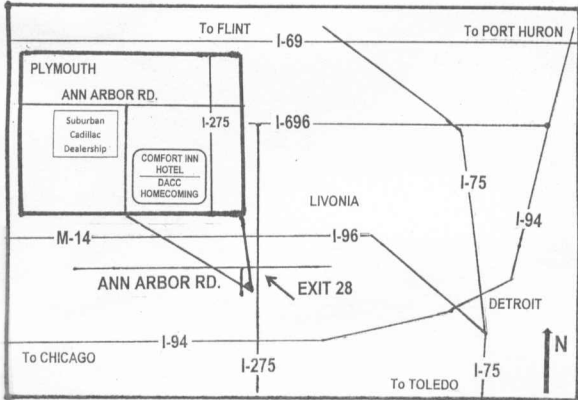 To FLINT
To PORT HURON
I-69
PLYMOUTH
ANN ARBOR RD.
Suburban
Cadillac
Dealership
I-275
I-696
COMFORT INN
HOTEL
DACC
HOMECOMING
I-75
LIVONIA
I-94
M-14
I-96
ANN ARBOR RD.
EXIT 28
DETROIT
I-94
N
To CHICAGO
I-275
I-75
To TOLEDO